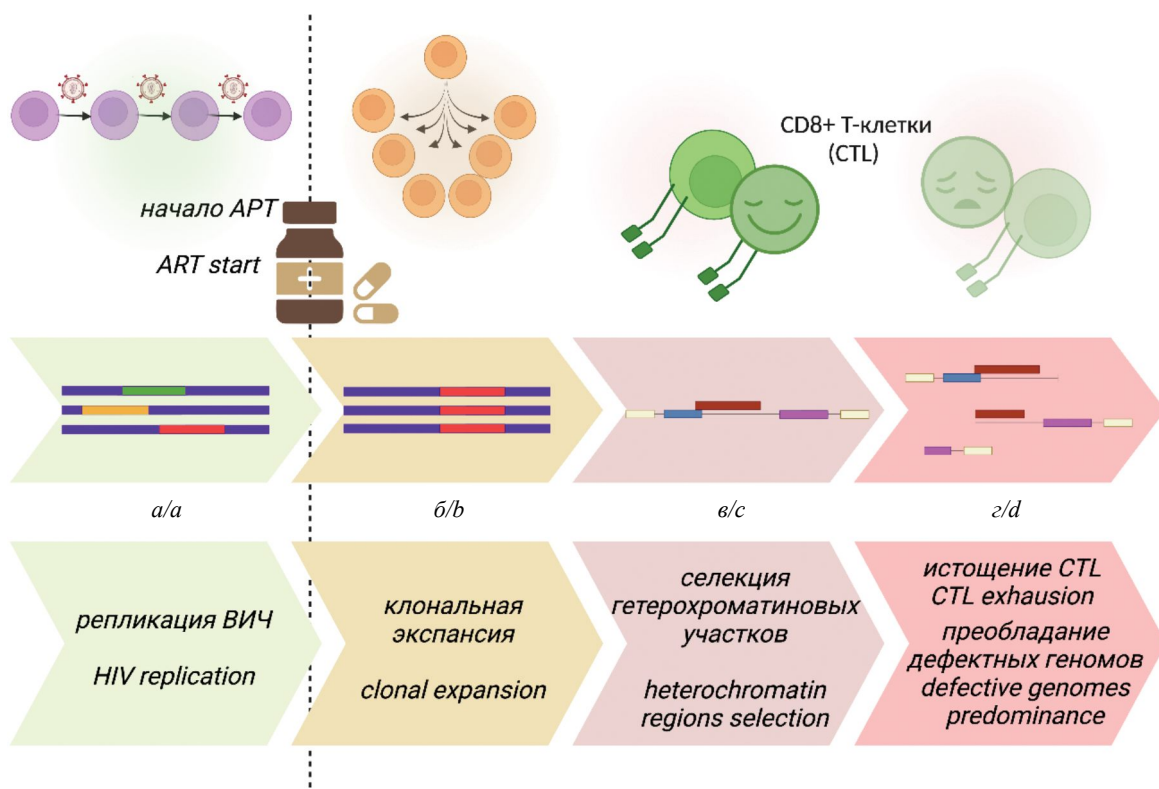 CD8+ Т-клетки
(CTL)
начало АРТ
ART start
а/a
б/b
в/c
г/d
репликация ВИЧ
HIV replication
клональная
экспансия
clonal expansion
селекция
гетерохроматиновых
участков
heterochromatin
regions selection
истощение CTL
CTL exhausion
преобладание
дефектных геномов
defective genomes
predominance